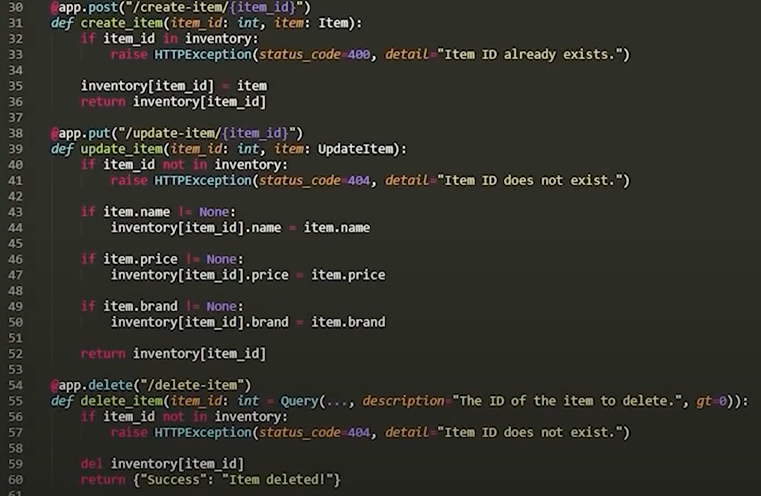 30 @app.post("/create-item/{item_id}")
31 def create_item(item_id: int, item: Item):
32     if item_id in inventory:
33         raise HTTPException(status_code=400, detail="Item ID already exists.")
34
35     inventory[item_id] = item
36     return inventory[item_id]
37
38 @app.put("/update-item/{item_id}")
39 def update_item(item_id: int, item: UpdateItem):
40     if item_id not in inventory:
41         raise HTTPException(status_code=404, detail="Item ID does not exist.")
42
43     if item.name != None:
44         inventory[item_id].name = item.name
45
46     if item.price != None:
47         inventory[item_id].price = item.price
48
49     if item.brand != None:
50         inventory[item_id].brand = item.brand
51
52     return inventory[item_id]
53
54 @app.delete("/delete-item")
55 def delete_item(item_id: int = Query(..., description="The ID of the item to delete.", gt=0)):
56     if item_id not in inventory:
57         raise HTTPException(status_code=404, detail="Item ID does not exist.")
58
59     del inventory[item_id]
60     return {"Success": "Item deleted!"}
61